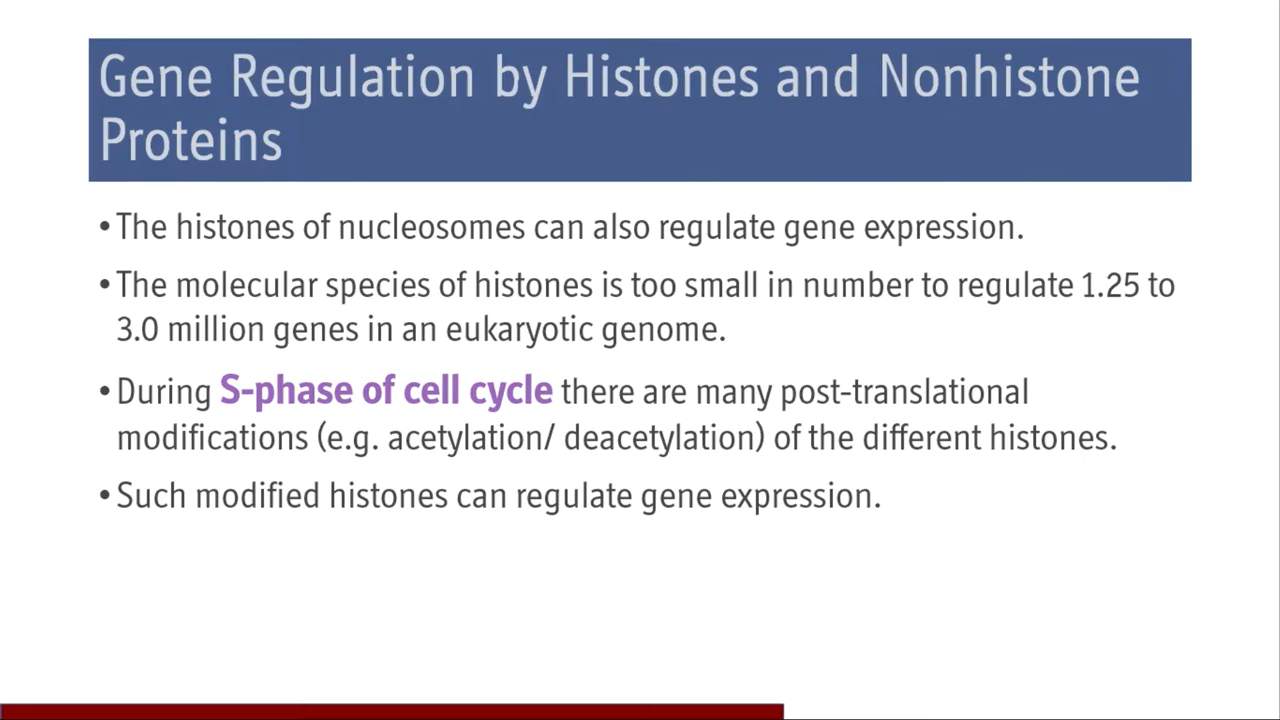 Gene Regulation by Histones and Nonhistone
Proteins
•The histones of nucleosomes can also regulate gene expression.
•The molecular species of histones is too small in number to regulate 1.25 to
3.0 million genes in an eukaryotic genome.
•During S-phase of cell cycle there are many post-translational
modifications (e.g. acetylation/ deacetylation) of the different histones.
•Such modified histones can regulate gene expression.